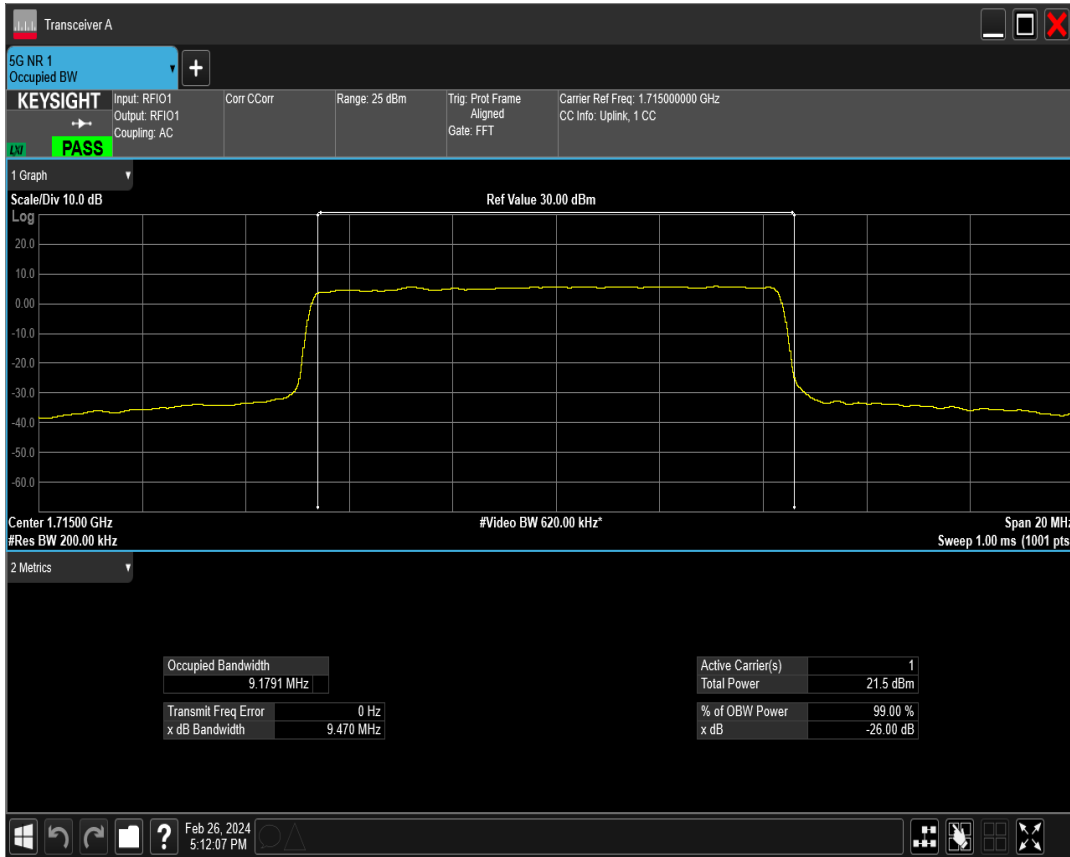 Transceiver A
5G NR 1
Occupied BW
KEYSIGHT
LXI
PASS
Input: RFIO1
Output: RFIO1
Coupling: AC
Corr CCorr
Range: 25 dBm
Trig: Prot Frame
Aligned
Gate: FFT
Carrier Ref Freq: 1.715000000 GHz
CC Info: Uplink, 1 CC
1 Graph
Scale/Div 10.0 dB
Ref Value 30.00 dBm
Log
20.0
10.0
0.00
-10.0
-20.0
-30.0
-40.0
-50.0
-60.0
Center 1.71500 GHz
#Video BW 620.00 kHz*
Span 20 MHz
#Res BW 200.00 kHz
Sweep 1.00 ms (1001 pts
2 Metrics
Occupied Bandwidth
9.1791 MHz
Transmit Freq Error 0 Hz
x dB Bandwidth 9.470 MHz
Active Carrier(s) 1
Total Power 21.5 dBm
% of OBW Power 99.00 %
x dB -26.00 dB
?
Feb 26, 2024
5:12:07 PM